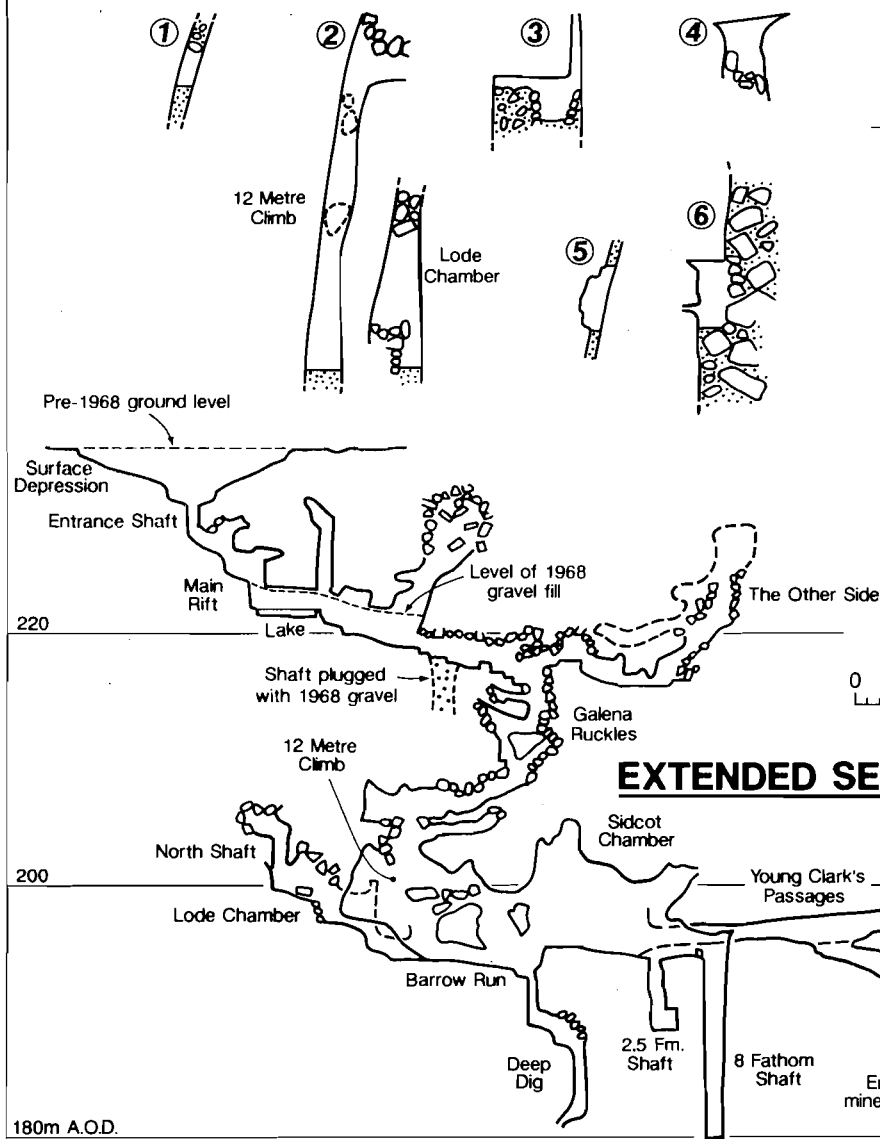 1
2
3
4
12 Metre
Climb
Lode
Chamber
5
6
Pre-1968 ground level
Surface
Depression
Entrance Shaft
Main
Rift
Lake
Level of 1968
gravel fill
The Other Side
220
Shaft plugged
with 1968 gravel
0
Galena
Ruckles
12 Metre
Climb
EXTENDED SE
Sidcot
Chamber
North Shaft
200
Young Clark's
Passages
Lode Chamber
Barrow Run
2.5 Fm.
Shaft
Deep
Dig
8 Fathom
Shaft
mine
180m A.O.D.